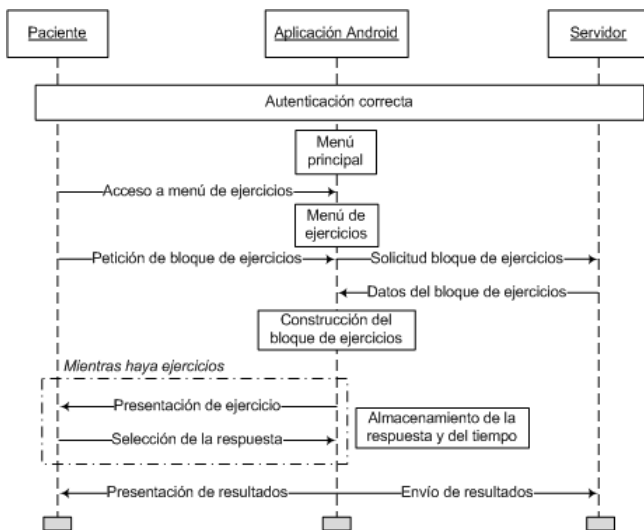 Paciente
Aplicación Android
Servidor
Autenticación correcta
Menú
principal
Acceso a menú de ejercicios
Menú de
ejercicios
Petición de bloque de ejercicios
Solicitud bloque de ejercicios
Datos del bloque de ejercicios
Construcción del
bloque de ejercicios
Mientras haya ejercicios
Presentación de ejercicio
Selección de la respuesta
Almacenamiento de la
respuesta y del tiempo
Presentación de resultados
Envío de resultados